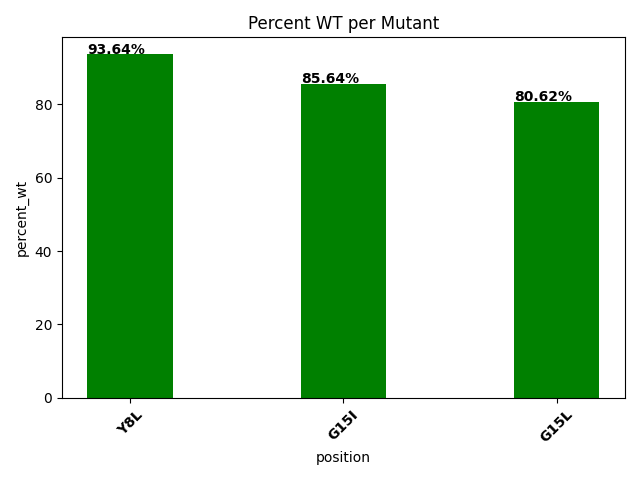 Percent WT per Mutant
93.64%
85.64%
80.62%
percent_wt
80
60
40
20
0
Y8L
G15I
G15L
position